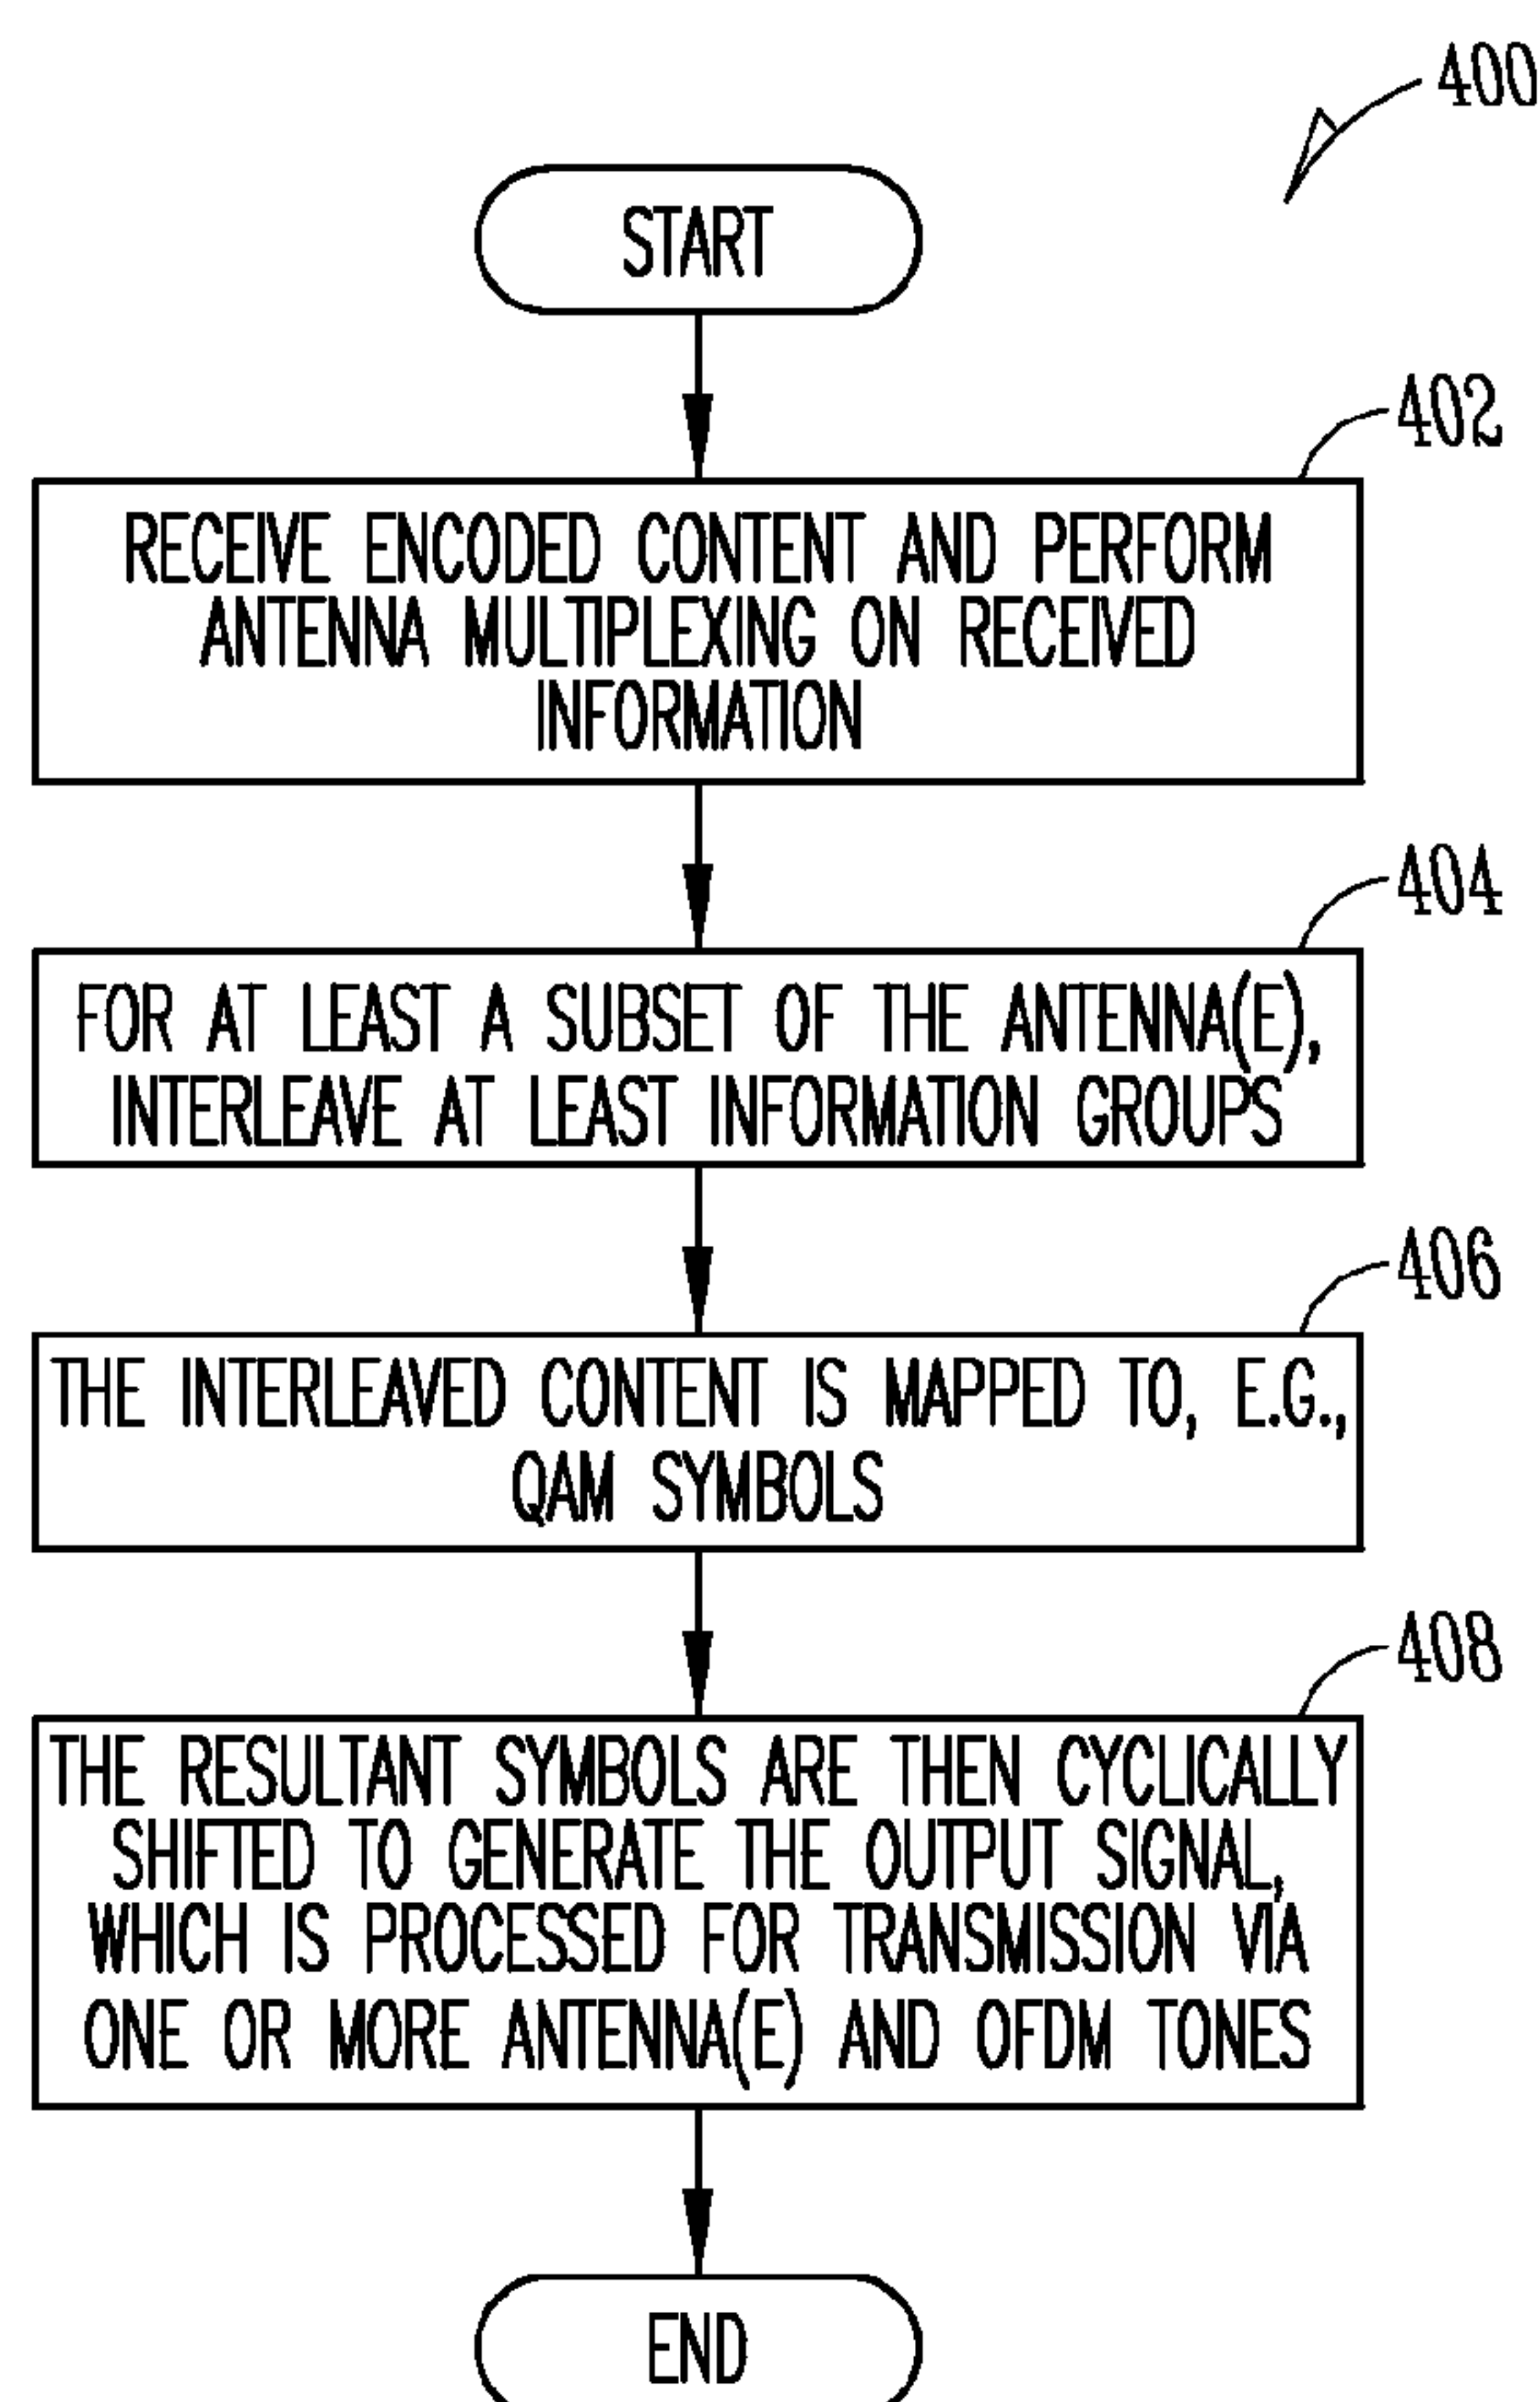 400
START
402
RECEIVE ENCODED CONTENT AND PERFORM
ANTENNA MULTIPLEXING ON RECEIVED
INFORMATION
404
FOR AT LEAST A SUBSET OF THE ANTENNA(E),
INTERLEAVE AT LEAST INFORMATION GROUPS
406
THE INTERLEAVED CONTENT IS MAPPED TO, E.G.,
QAM SYMBOLS
408
THE RESULTANT SYMBOLS ARE THEN CYCLICALLY
SHIFTED TO GENERATE THE OUTPUT SIGNAL,
WHICH IS PROCESSED FOR TRANSMISSION VIA
ONE OR MORE ANTENNA(E) AND OFDM TONES
END